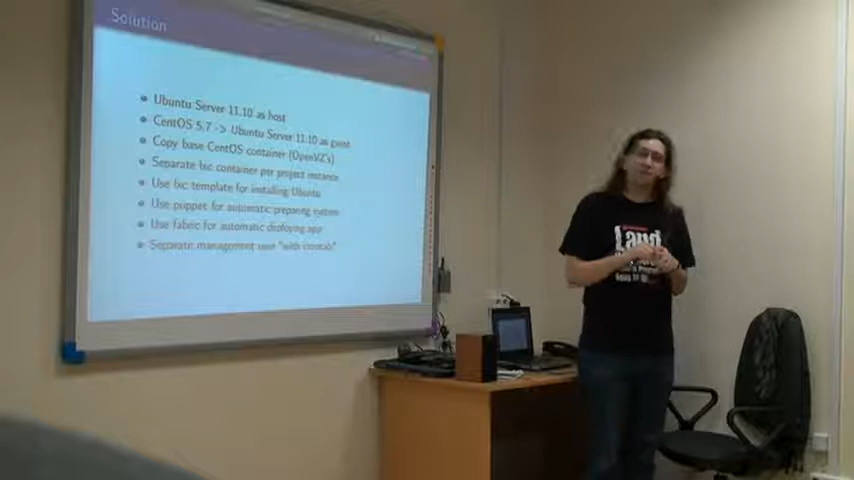 Solution
Ubuntu Server 11.10 as host
CentOS 5.7 -> Ubuntu Server 11.10 as guest
Copy base CentOS container (OpenVZ's)
Separate lxc container per project instance
Use lxc template for installing Ubuntu
Use puppet for automatic preparing system
Use fabric for automatic deploying app
Separate management user "with crontab"
Land